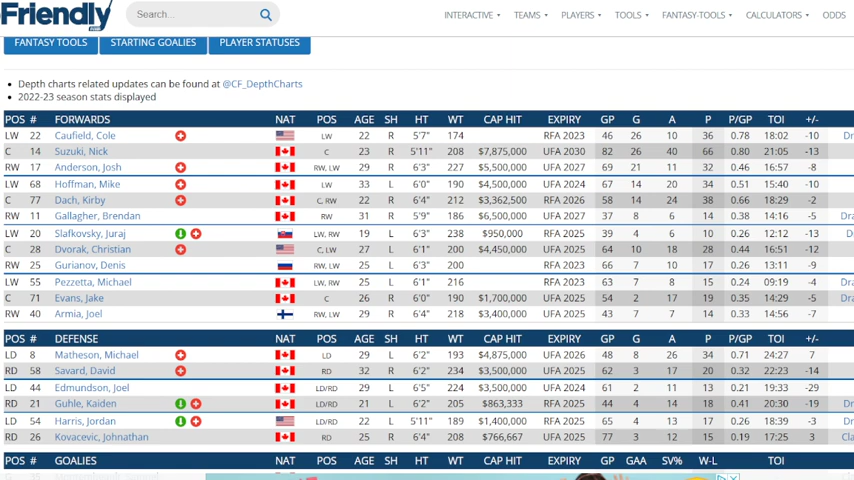 Friendly Search... INTERACTIVE TEAMS PLAYERS TOOLS FANTASY-TOOLS CALCULATORS ODDS
FANTASY TOOLS STARTING GOALIES PLAYER STATUSES
Depth charts related updates can be found at @CF_DepthCharts
2022-23 season stats displayed
POS # FORWARDS NAT POS AGE SH HT WT CAP HIT EXPIRY GP G A P P/GP TOI +/-
LW 22 Caufield, Cole LW 22 R 5'7" 174 RFA 2023 46 26 10 36 0.78 18:02 -10 Dr
C 14 Suzuki, Nick C 23 R 5'11" 208 $7,875,000 UFA 2030 82 26 40 66 0.80 21:05 -13
RW 17 Anderson, Josh RW, LW 29 R 6'3" 227 $5,500,000 UFA 2027 69 21 11 32 0.46 16:57 -8
LW 68 Hoffman, Mike LW 33 L 6'0" 190 $4,500,000 UFA 2024 67 14 20 34 0.51 15:40 -10
C 77 Dach, Kirby C, RW 22 R 6'4" 212 $3,362,500 RFA 2026 58 14 24 38 0.66 18:29 -2
RW 11 Gallagher, Brendan RW 31 R 5'9" 186 $6,500,000 UFA 2027 37 8 6 14 0.38 14:16 -5 Dra
LW 20 Slafkovský, Juraj LW, RW 19 L 6'3" 238 $950,000 RFA 2025 39 4 6 10 0.26 12:12 -13 D
C 28 Dvorak, Christian C, LW 27 L 6'1" 200 $4,450,000 UFA 2025 64 10 18 28 0.44 16:51 -12
RW 25 Gurianov, Denis RW, LW 25 L 6'3" 200 RFA 2023 66 7 10 17 0.26 13:11 -9
LW 55 Pezzetta, Michael LW, RW 25 L 6'1" 216 RFA 2023 63 7 8 15 0.24 09:19 -4 Dra
C 71 Evans, Jake C 26 R 6'0" 190 $1,700,000 UFA 2025 54 2 17 19 0.35 14:29 -5 Dra
RW 40 Armia, Joel RW, LW 29 R 6'4" 218 $3,400,000 UFA 2025 43 7 7 14 0.33 14:56 -7
POS # DEFENSE NAT POS AGE SH HT WT CAP HIT EXPIRY GP G A P P/GP TOI +/-
LD 8 Matheson, Michael LD 29 L 6'2" 193 $4,875,000 UFA 2026 48 8 26 34 0.71 24:27 7
RD 58 Savard, David RD 32 R 6'2" 234 $3,500,000 UFA 2025 62 3 17 20 0.32 22:23 -14
LD 44 Edmundson, Joel LD/RD 29 L 6'5" 224 $3,500,000 UFA 2024 61 2 11 13 0.21 19:33 -29
RD 21 Guhle, Kaiden LD/RD 21 L 6'2" 205 $863,333 RFA 2025 44 4 14 18 0.41 20:30 -19 Dr
LD 54 Harris, Jordan LD/RD 22 L 5'11" 189 $1,400,000 RFA 2025 65 4 13 17 0.26 18:39 -3 Dra
RD 26 Kovacevic, Johnathan RD 25 R 6'4" 208 $766,667 RFA 2025 77 3 12 15 0.19 17:25 3 Cla
POS # GOALIES NAT POS AGE SH HT WT CAP HIT EXPIRY GP GAA SV% W-L TOI